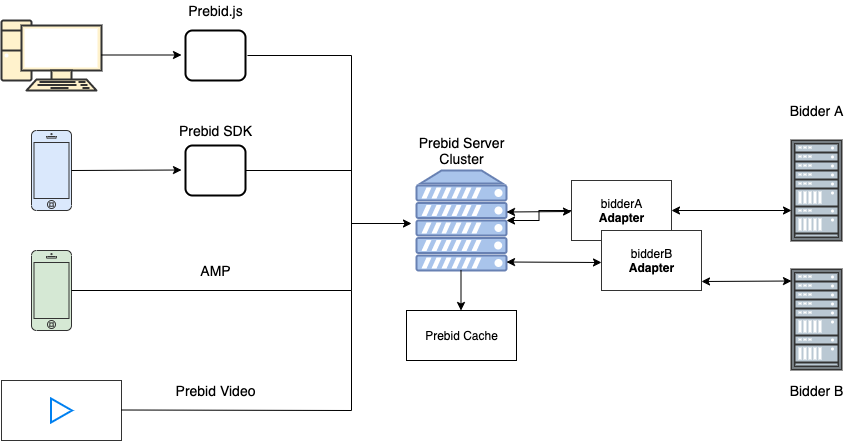 Prebid.js
Prebid SDK
AMP
Prebid Video
Prebid Server
Cluster
Prebid Cache
bidderA
Adapter
bidderB
Adapter
Bidder A
Bidder B